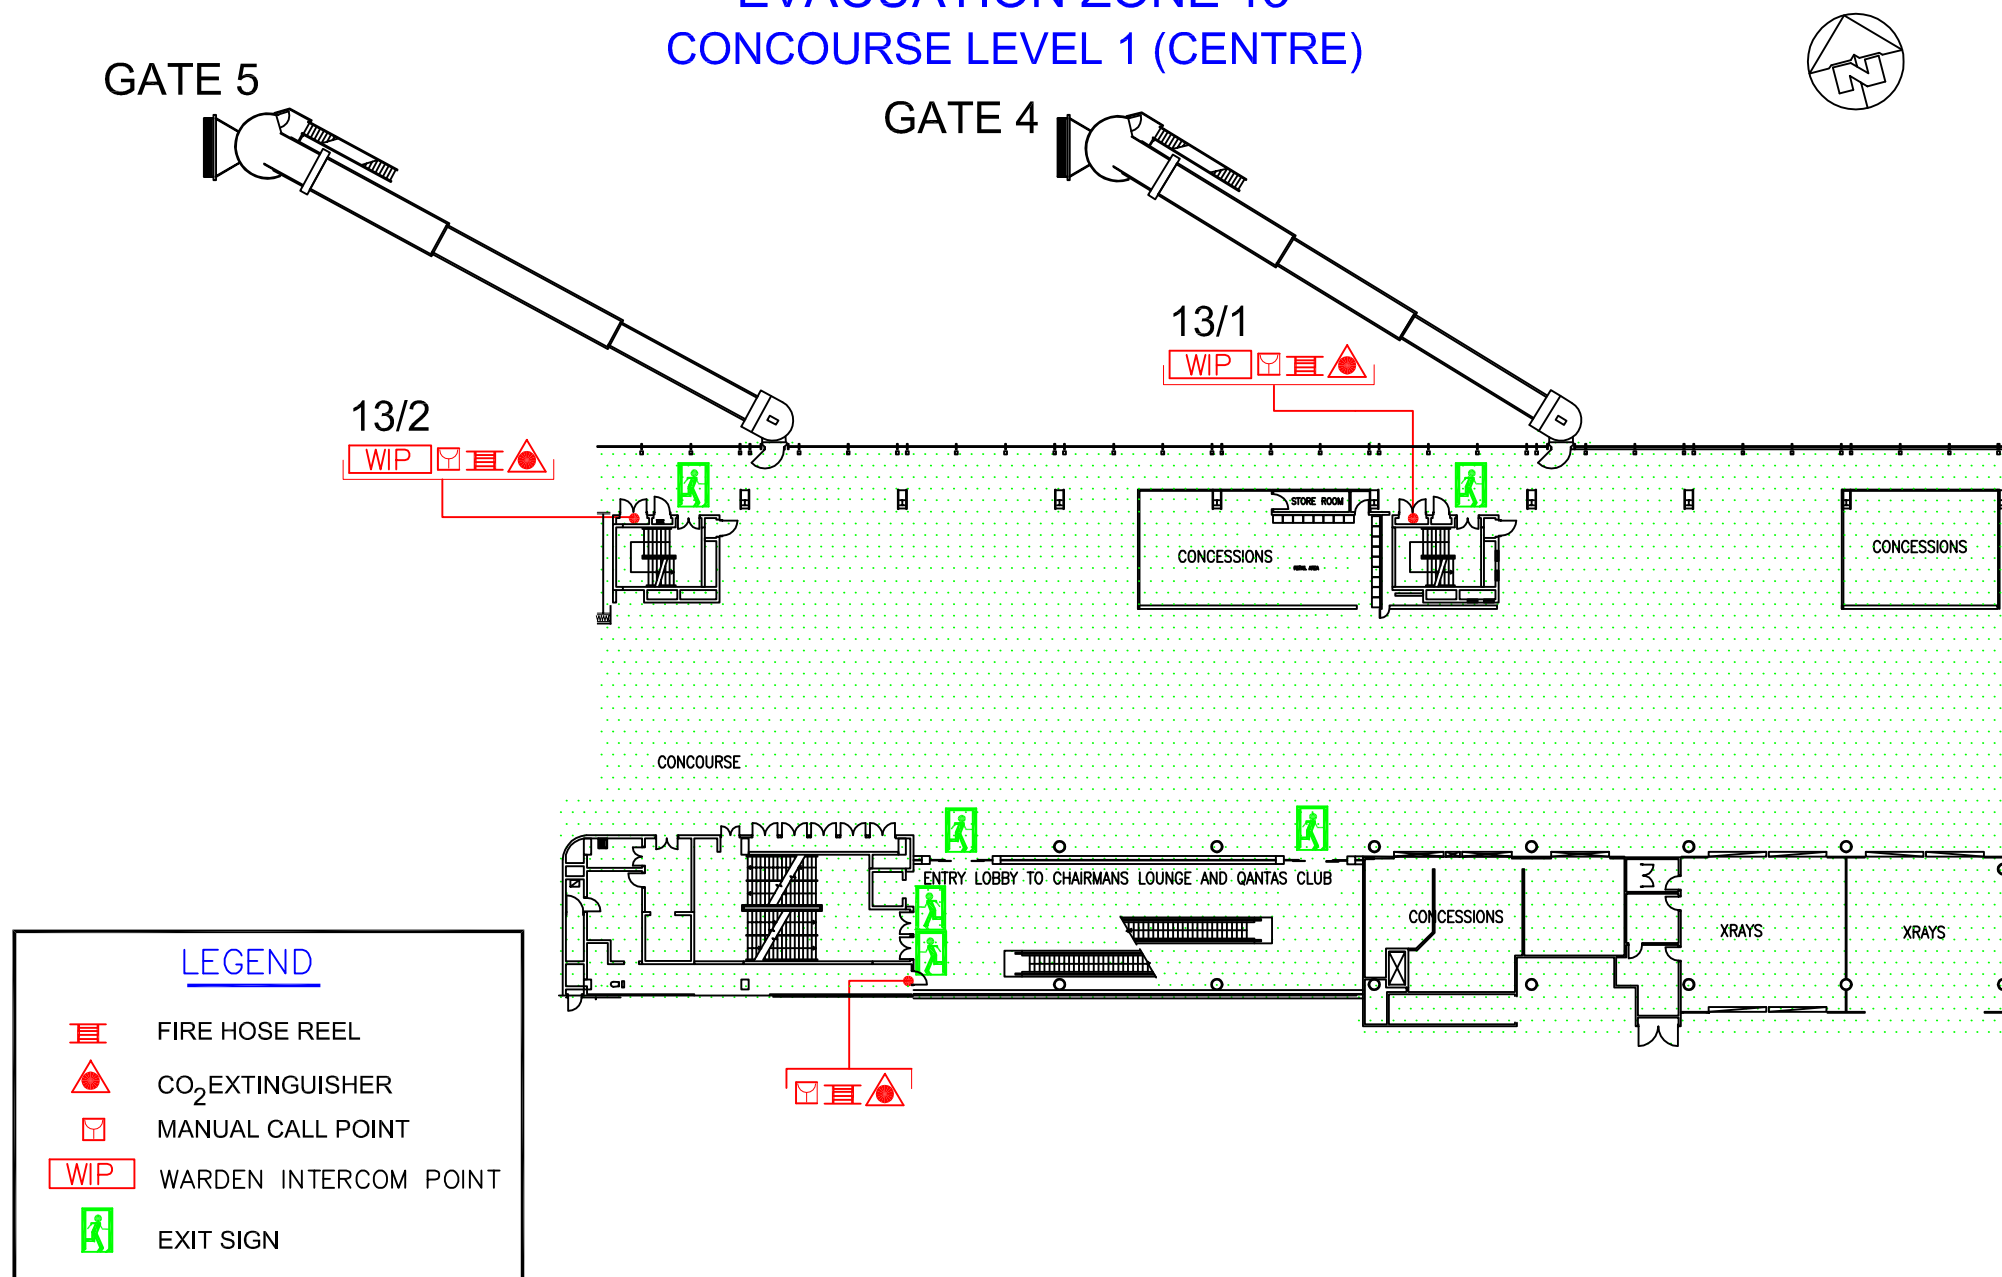 CONCOURSE LEVEL 1 (CENTRE)
GATE 5
GATE 4
N
13/1
WIP
13/2
WIP
STORE ROOM
CONCESSIONS
CONCESSIONS
CONCOURSE
ENTRY LOBBY TO CHAIRMANS LOUNGE AND QANTAS CLUB
CONCESSIONS
XRAYS
XRAYS
LEGEND
FIRE HOSE REEL
CO2EXTINGUISHER
MANUAL CALL POINT
WIP WARDEN INTERCOM POINT
EXIT SIGN